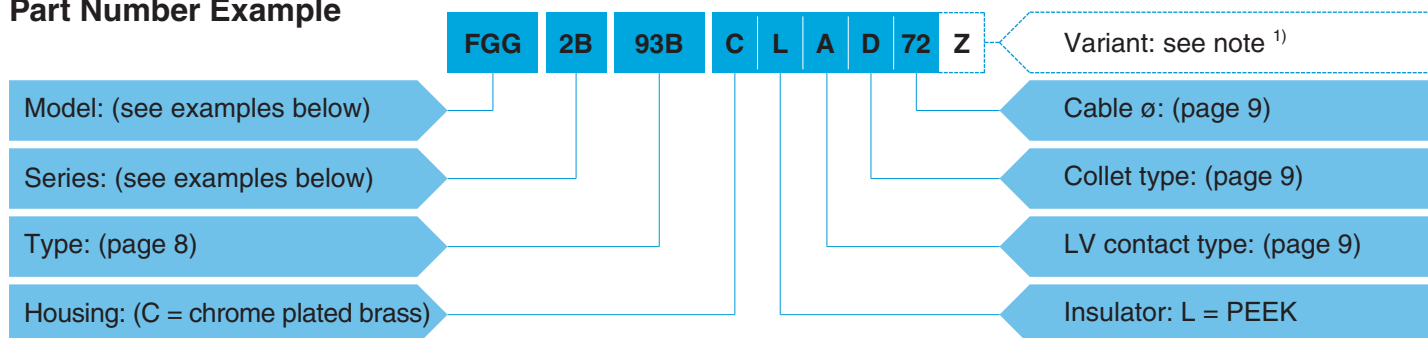 Part Number Example
FGG 2B 93B C L A D 72 Z
Variant: see note 1)
Model: (see examples below)
Cable ø: (page 9)
Series: (see examples below)
Collet type: (page 9)
Type: (page 8)
LV contact type: (page 9)
Housing: (C = chrome plated brass)
Insulator: L = PEEK